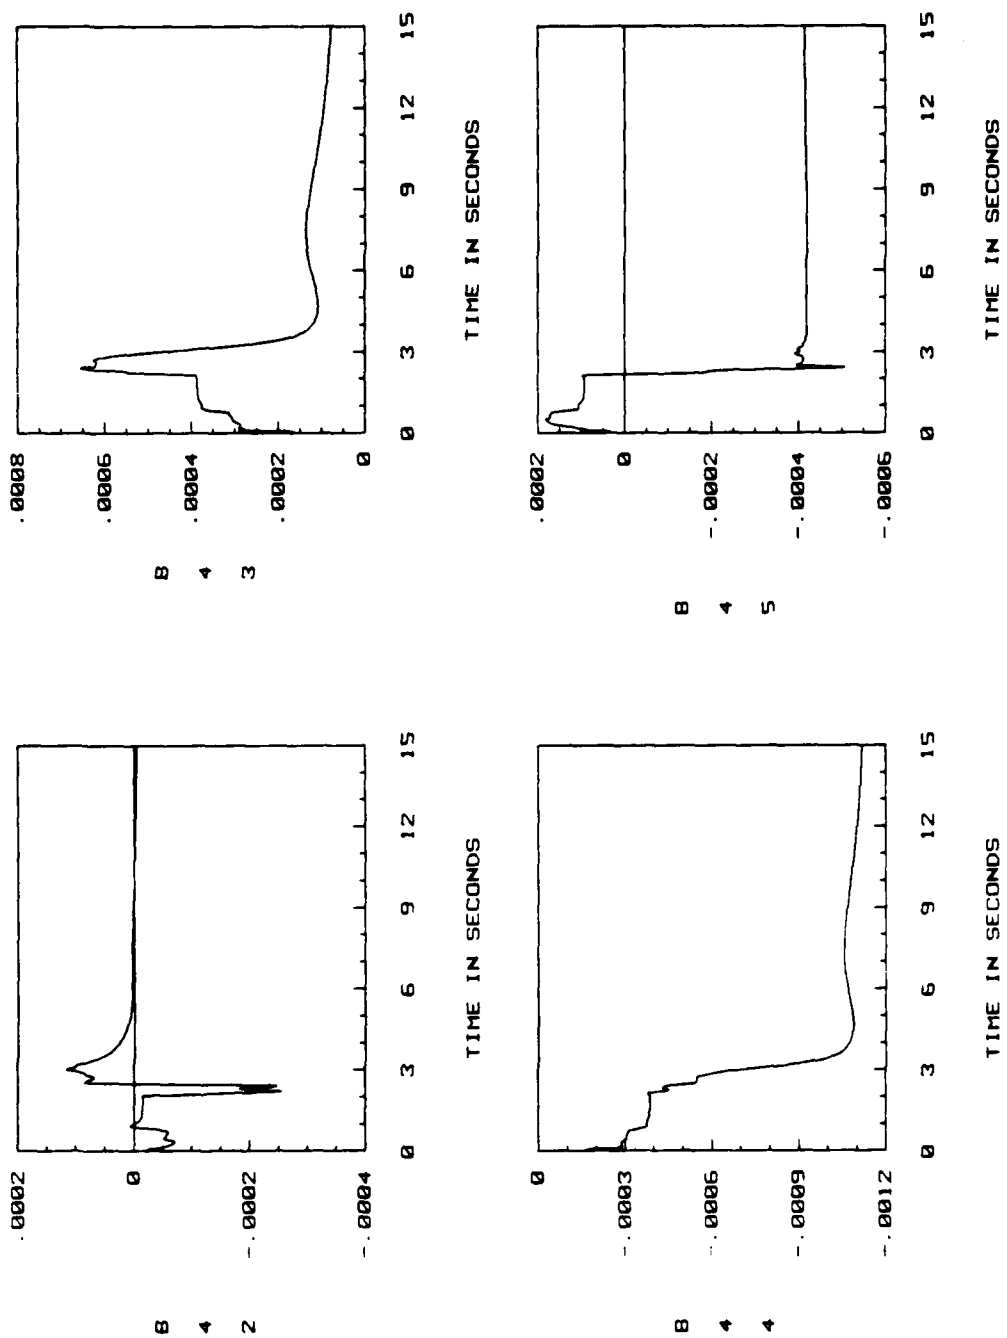 B
4
2
.0002
0
-.0002
-.0004
0 3 6 9 12 15
TIME IN SECONDS
B
4
3
.0008
.0006
.0004
.0002
0
0 3 6 9 12 15
TIME IN SECONDS
B
4
4
0
-.0003
-.0006
-.0009
-.0012
0 3 6 9 12 15
TIME IN SECONDS
B
4
5
.0002
0
-.0002
-.0004
-.0006
0 3 6 9 12 15
TIME IN SECONDS